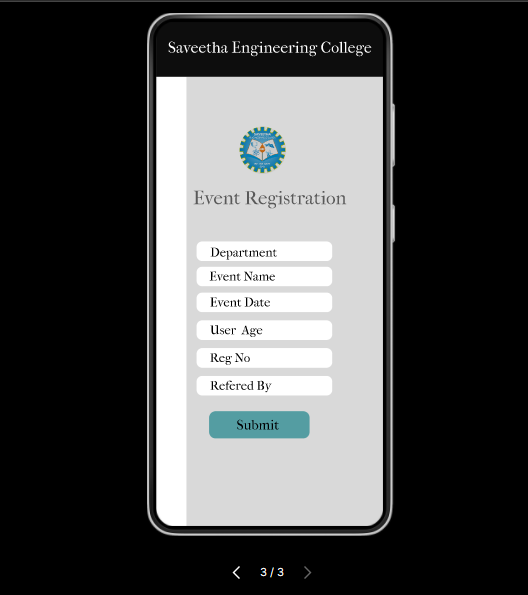 Saveetha Engineering College
Event Registration
Department
Event Name
Event Date
User Age
Reg No
Refered By
Submit
3 / 3